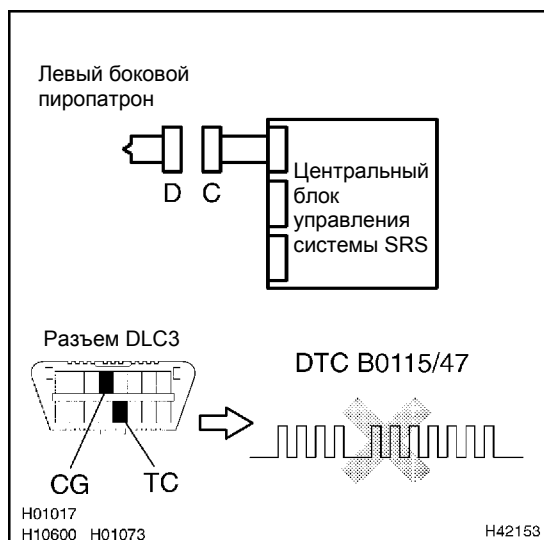 Левый боковой
пиропатрон
D C
Центральный
блок
управления
системы SRS
Разъем DLC3
DTC B0115/47
CG TC
H01017
H10600 H01073
H42153